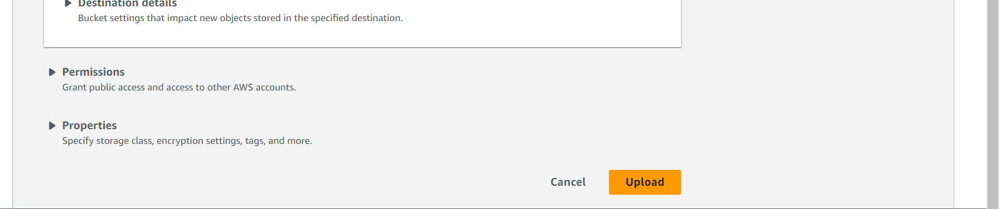 Destination details
Bucket settings that impact new objects stored in the specified destination.
Permissions
Grant public access and access to other AWS accounts.
Properties
Specify storage class, encryption settings, tags, and more.
Cancel
Upload